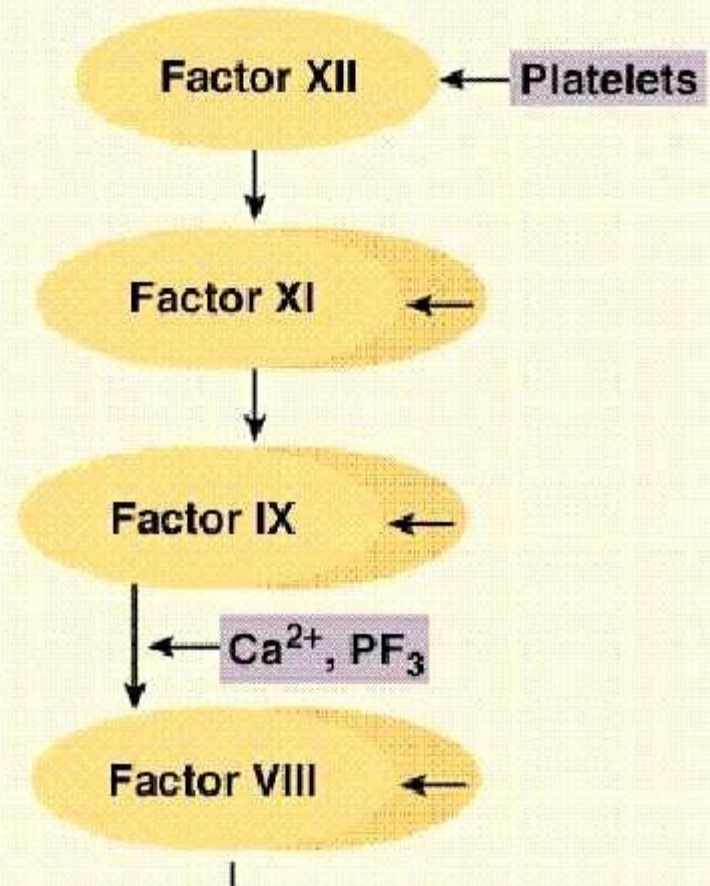 Factor XII
Platelets
Factor XI
Factor IX
Ca²⁺, PF₃
Factor VIII